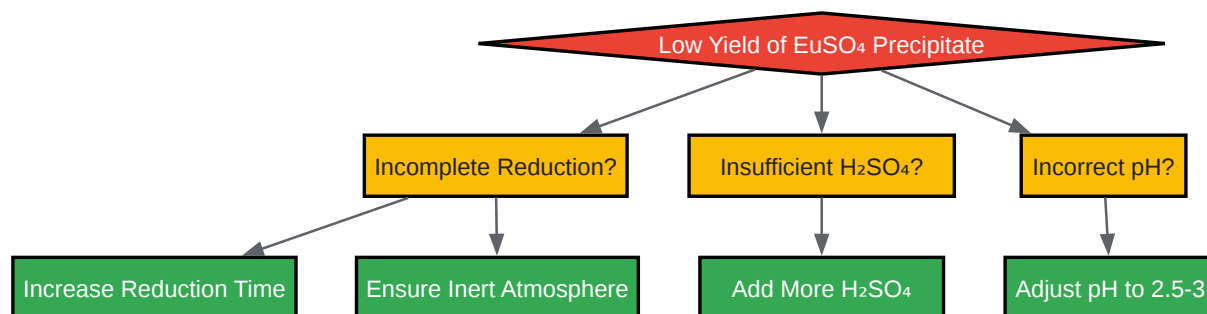 Low Yield of EuSO₄ Precipitate
Incomplete Reduction?
Insufficient H₂SO₄?
Incorrect pH?
Increase Reduction Time
Ensure Inert Atmosphere
Add More H₂SO₄
Adjust pH to 2.5-3